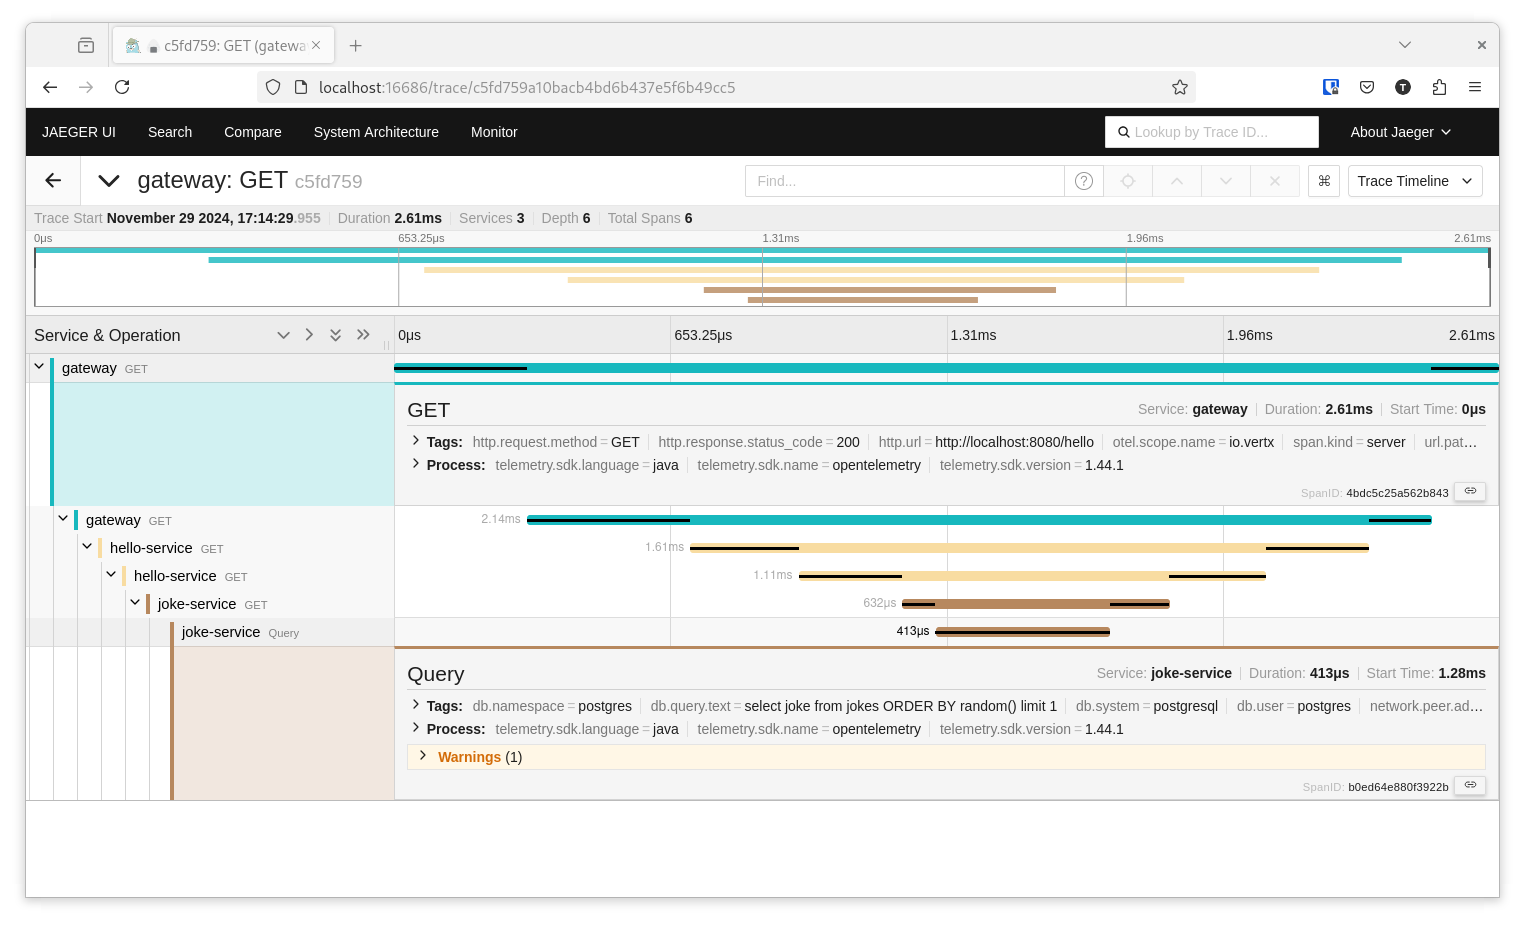 c5fd759: GET (gatewa
localhost:16686/trace/c5fd759a10bacb4bd6b437e5f6b49cc5
T
JAEGER UI Search Compare System Architecture Monitor Lookup by Trace ID... About Jaeger
gateway: GET c5fd759 Find... ? ⌘ Trace Timeline
Trace Start November 29 2024, 17:14:29.955 Duration 2.61ms Services 3 Depth 6 Total Spans 6
0μs 653.25μs 1.31ms 1.96ms 2.61ms
Service & Operation 0μs 653.25μs 1.31ms 1.96ms 2.61ms
gateway GET
GET Service: gateway Duration: 2.61ms Start Time: 0μs
Tags: http.request.method = GET http.response.status_code = 200 http.url = http://localhost:8080/hello otel.scope.name = io.vertx span.kind = server url.pat…
Process: telemetry.sdk.language = java telemetry.sdk.name = opentelemetry telemetry.sdk.version = 1.44.1
SpanID: 4bdc5c25a562b843
gateway GET 2.14ms
hello-service GET 1.61ms
hello-service GET 1.11ms
joke-service GET 632μs
joke-service Query 413μs
Query Service: joke-service Duration: 413μs Start Time: 1.28ms
Tags: db.namespace = postgres db.query.text = select joke from jokes ORDER BY random() limit 1 db.system = postgresql db.user = postgres network.peer.ad…
Process: telemetry.sdk.language = java telemetry.sdk.name = opentelemetry telemetry.sdk.version = 1.44.1
Warnings (1)
SpanID: b0ed64e880f3922b